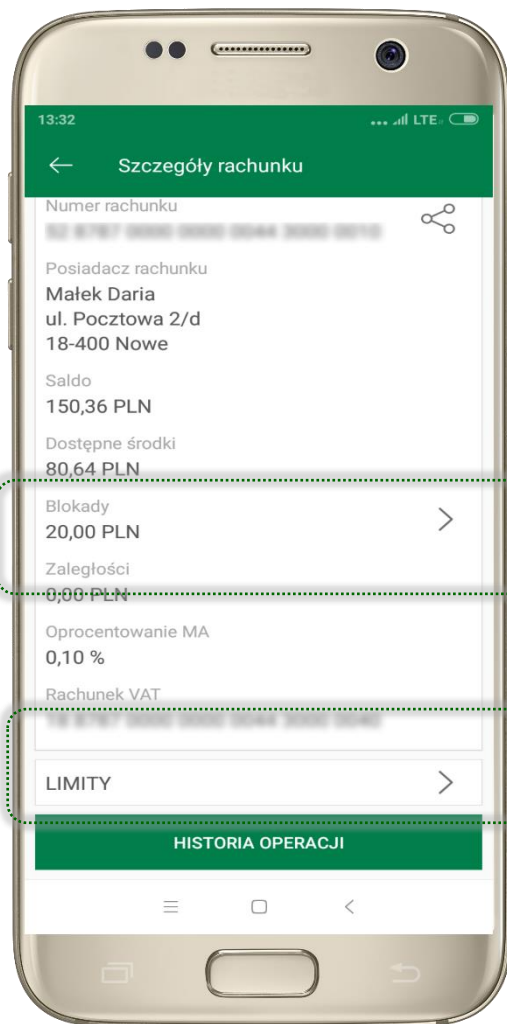 13:32
LTE
Szczegóły rachunku
Numer rachunku
Posiadacz rachunku
Małek Daria
ul. Pocztowa 2/d
18-400 Nowe
Saldo
150,36 PLN
Dostępne środki
80,64 PLN
Blokady
20,00 PLN
Zaległości
0,00 PLN
Oprocentowanie MA
0,10 %
Rachunek VAT
LIMITY
HISTORIA OPERACJI